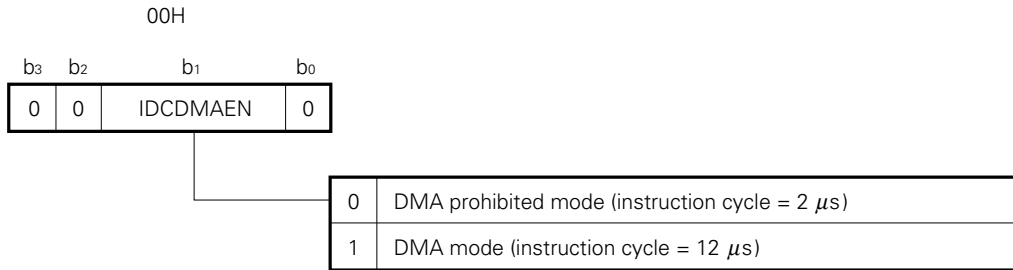 00H
b3 b2 b1 b0
0 0 IDCDMAEN 0
0 DMA prohibited mode (instruction cycle = 2 μs)
1 DMA mode (instruction cycle = 12 μs)